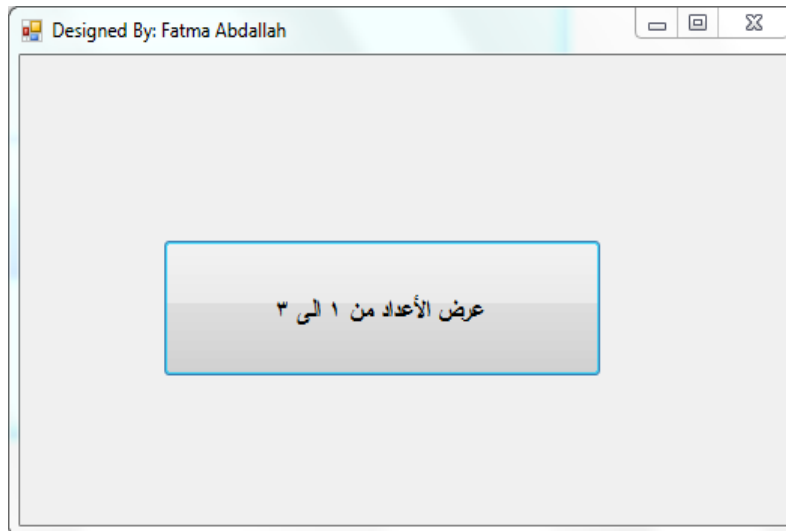 Designed By: Fatma Abdallah
عرض الأعداد من ١ الى ٣